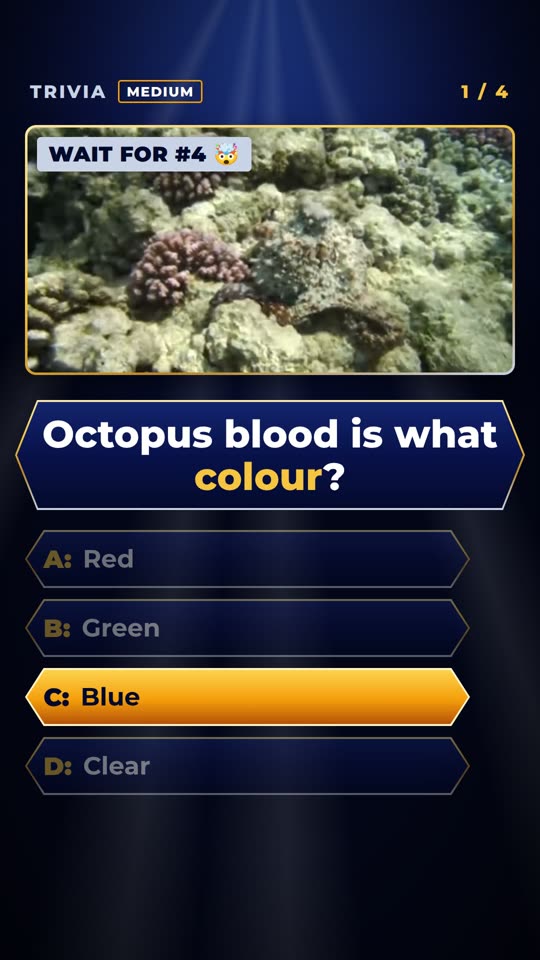 TRIVIA MEDIUM 1 / 4
WAIT FOR #4 🤯
Octopus blood is what
colour?
A: Red
B: Green
C: Blue
D: Clear